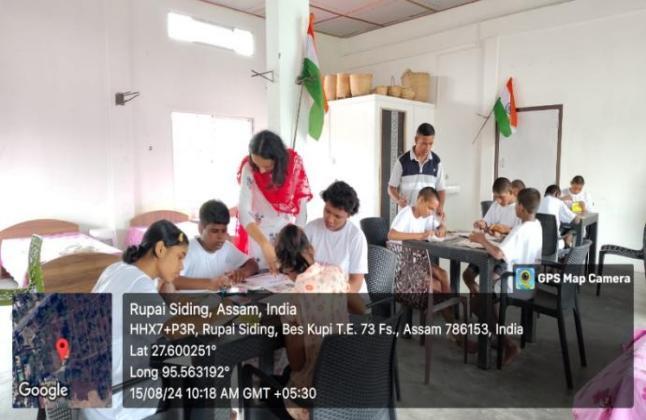 GPS Map Camera
Rupai Siding, Assam, India
HHX7+P3R, Rupai Siding, Bes Kupi T.E. 73 Fs., Assam 786153, India
Lat 27.600251°
Long 95.563192°
15/08/24 10:18 AM GMT +05:30
Google